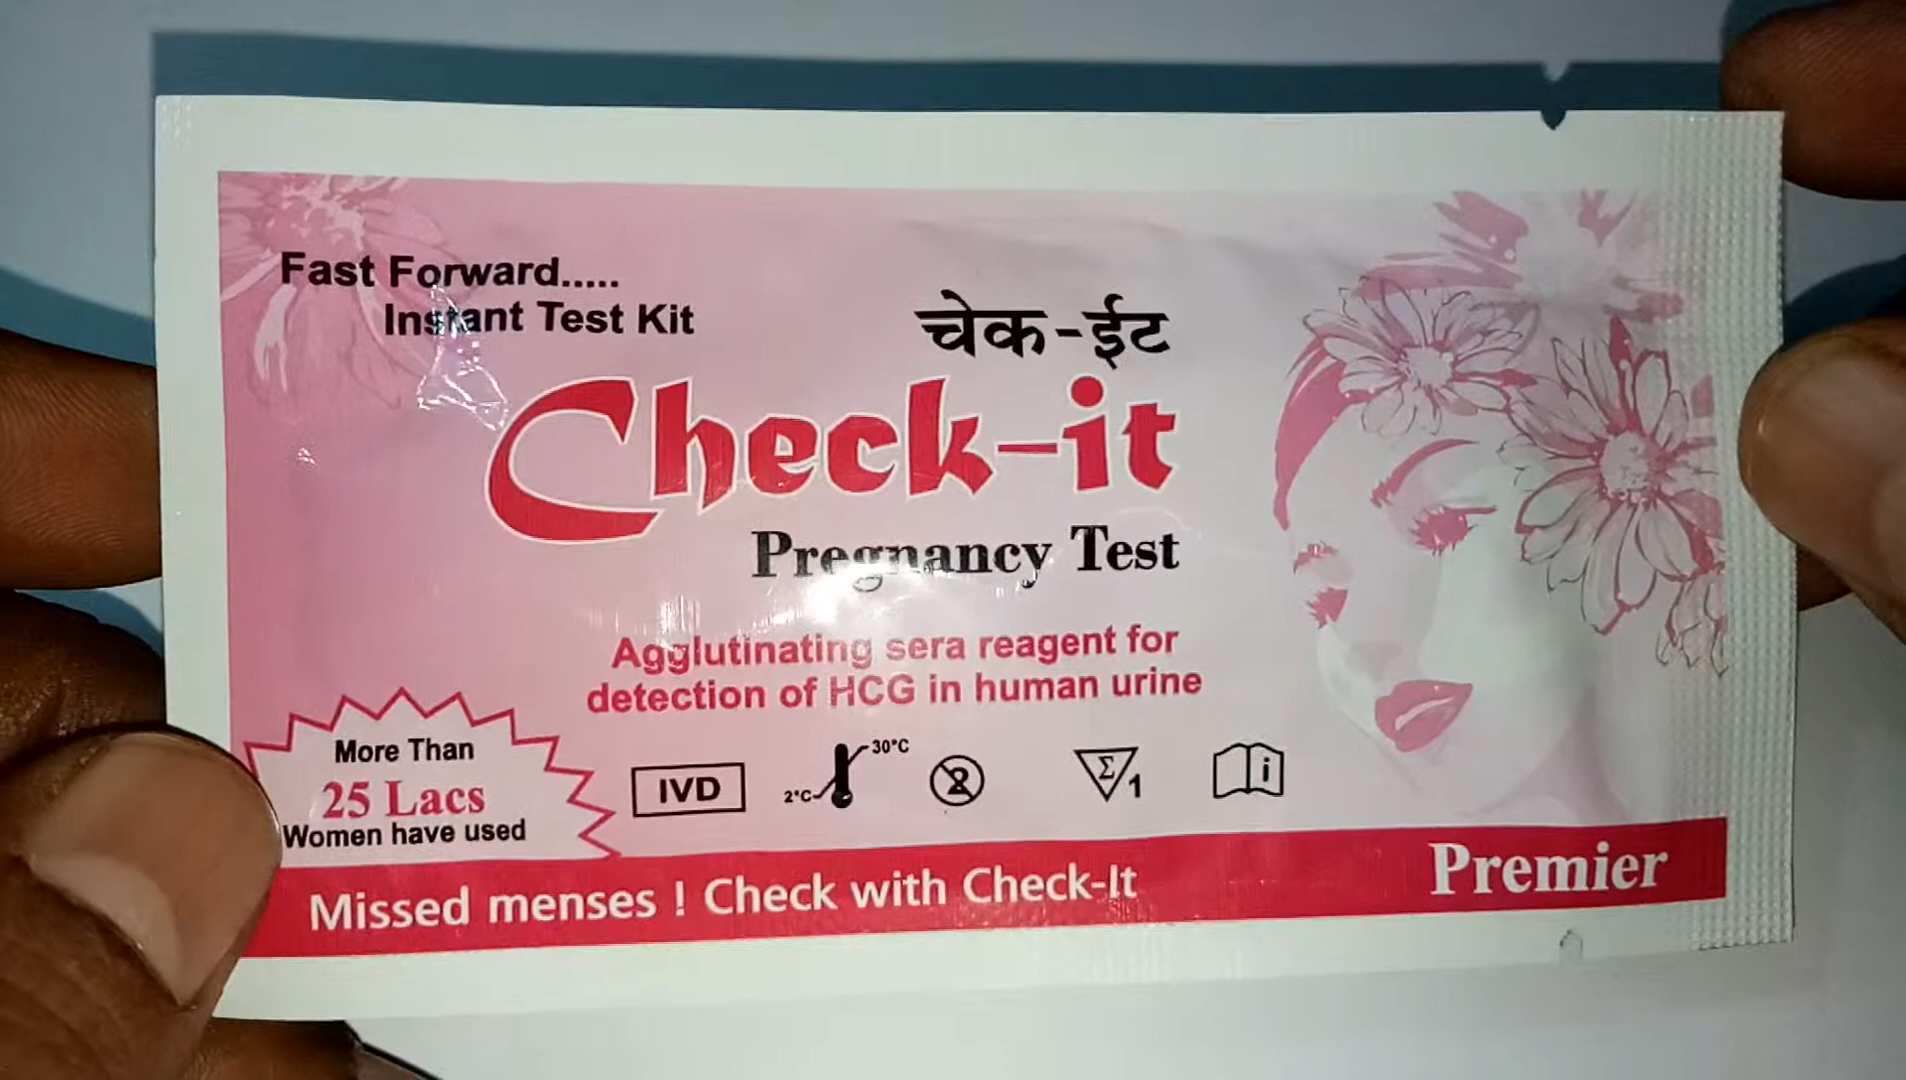 Fast Forward.....
Instant Test Kit
चेक-ईट
Check-it
Pregnancy Test
Agglutinating sera reagent for
detection of HCG in human urine
More Than
25 Lacs
Women have used
IVD
2°C
30°C
2
Σ
1
i
Missed menses ! Check with Check-It
Premier